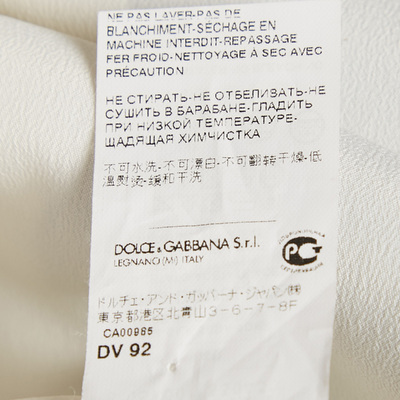 NE PAS LAVER-PAS DE
BLANCHIMENT-SÉCHAGE EN
MACHINE INTERDIT-REPASSAGE
FER FROID-NETTOYAGE À SEC AVEC
PRÉCAUTION
НЕ СТИРАТЬ-НЕ ОТБЕЛИВАТЬ-НЕ
СУШИТЬ В БАРАБАНЕ-ГЛАДИТЬ
ПРИ НИЗКОЙ ТЕМПЕРАТУРЕ-
ЩАДЯЩАЯ ХИМЧИСТКА
不可水洗-不可漂白-不可翻转干燥-低
温熨烫-缓和干洗
DOLCE & GABBANA S.r.l.
LEGNANO (MI) ITALY
PG
ドルチェ・アンド・ガッバーナ・ジャパン㈱
東京都港区北青山3-6-7-8F
CA00985
DV 92